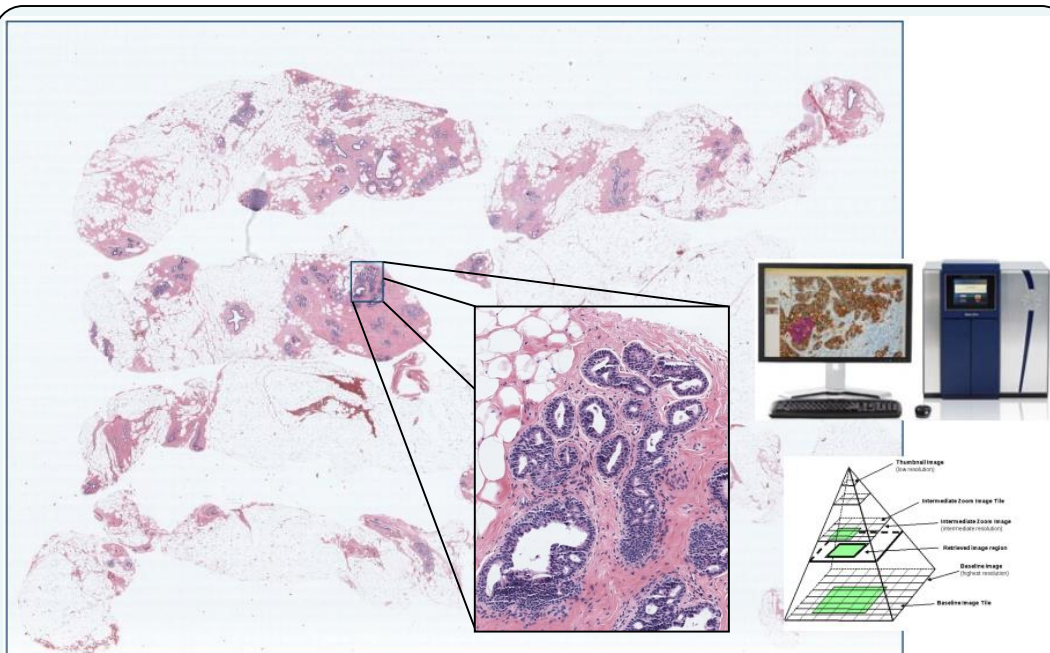 Thumbnail Image
(low resolution)
Intermediate Zoom Image Tile
Intermediate Zoom Image
(intermediate resolution)
Retrieved Image region
Baseline Image
(highest resolution)
Baseline Image Tile